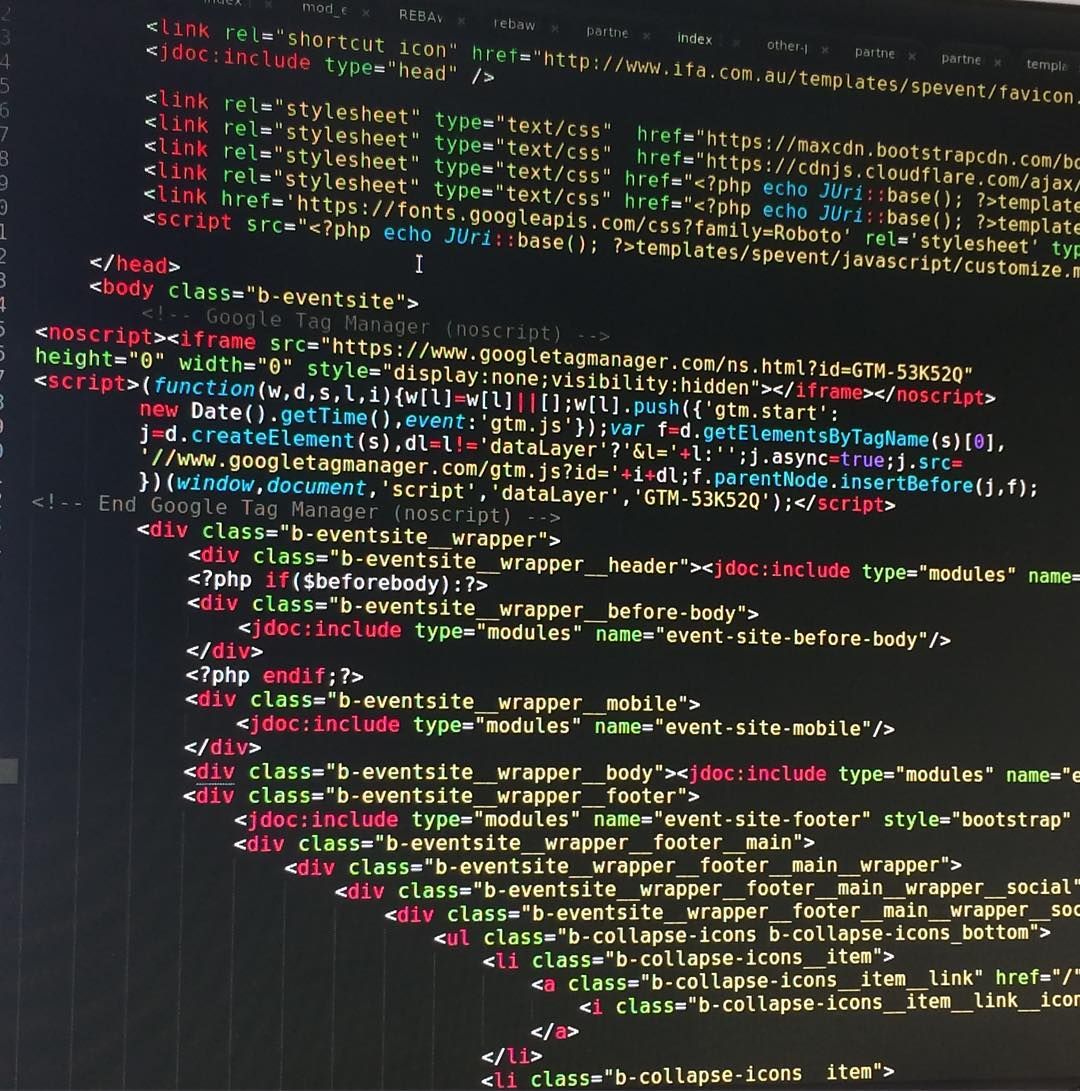 mod_e REBAw rebaw partne index other-p partne partne templa
<link rel="shortcut icon" href="http://www.ifa.com.au/templates/spevent/favicon.
<jdoc:include type="head" />
<link rel="stylesheet" type="text/css"  href="https://maxcdn.bootstrapcdn.com/bo
<link rel="stylesheet" type="text/css"  href="https://cdnjs.cloudflare.com/ajax/
<link rel="stylesheet" type="text/css" href="<?php echo JUri::base(); ?>template
<link rel="stylesheet" type="text/css" href="<?php echo JUri::base(); ?>template
<link href='https://fonts.googleapis.com/css?family=Roboto' rel='stylesheet' typ
<script src="<?php echo JUri::base(); ?>templates/spevent/javascript/customize.m
</head>
<body class="b-eventsite">
<!-- Google Tag Manager (noscript) -->
<noscript><iframe src="https://www.googletagmanager.com/ns.html?id=GTM-53K52Q"
height="0" width="0" style="display:none;visibility:hidden"></iframe></noscript>
<script>(function(w,d,s,l,i){w[l]=w[l]||[];w[l].push({'gtm.start':
new Date().getTime(),event:'gtm.js'});var f=d.getElementsByTagName(s)[0],
j=d.createElement(s),dl=l!='dataLayer'?'&l='+l:'';j.async=true;j.src=
'//www.googletagmanager.com/gtm.js?id='+i+dl;f.parentNode.insertBefore(j,f);
})(window,document,'script','dataLayer','GTM-53K52Q');</script>
<!-- End Google Tag Manager (noscript) -->
<div class="b-eventsite__wrapper">
<div class="b-eventsite__wrapper__header"><jdoc:include type="modules" name=
<?php if($beforebody):?>
<div class="b-eventsite__wrapper__before-body">
<jdoc:include type="modules" name="event-site-before-body"/>
</div>
<?php endif;?>
<div class="b-eventsite__wrapper__mobile">
<jdoc:include type="modules" name="event-site-mobile"/>
</div>
<div class="b-eventsite__wrapper__body"><jdoc:include type="modules" name="e
<div class="b-eventsite__wrapper__footer">
<jdoc:include type="modules" name="event-site-footer" style="bootstrap"
<div class="b-eventsite__wrapper__footer__main">
<div class="b-eventsite__wrapper__footer__main__wrapper">
<div class="b-eventsite__wrapper__footer__main__wrapper__social"
<div class="b-eventsite__wrapper__footer__main__wrapper__soc
<ul class="b-collapse-icons b-collapse-icons_bottom">
<li class="b-collapse-icons__item">
<a class="b-collapse-icons__item__link" href="/"
<i class="b-collapse-icons__item__link__icon
</a>
</li>
<li class="b-collapse-icons__item">